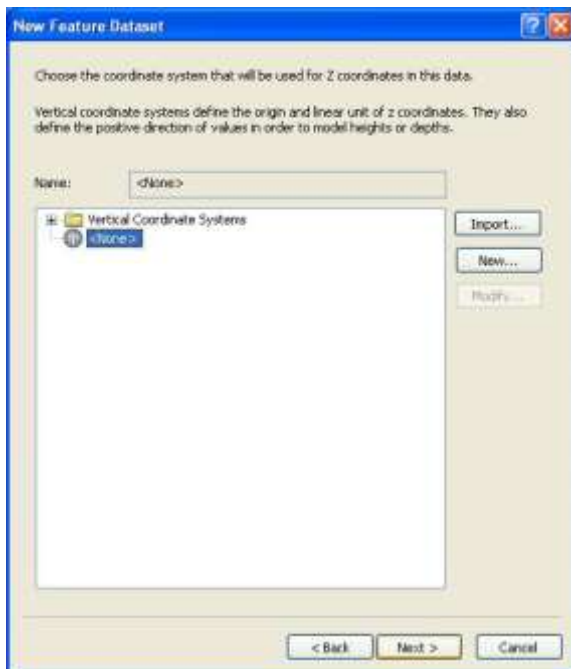 New Feature Dataset
Choose the coordinate system that will be used for Z coordinates in this data.
Vertical coordinate systems define the origin and linear unit of z coordinates. They also
define the positive direction of values in order to model heights or depths.
Name: <None>
Vertical Coordinate Systems
<None>
Import...
New...
Modify...
< Back
Next >
Cancel